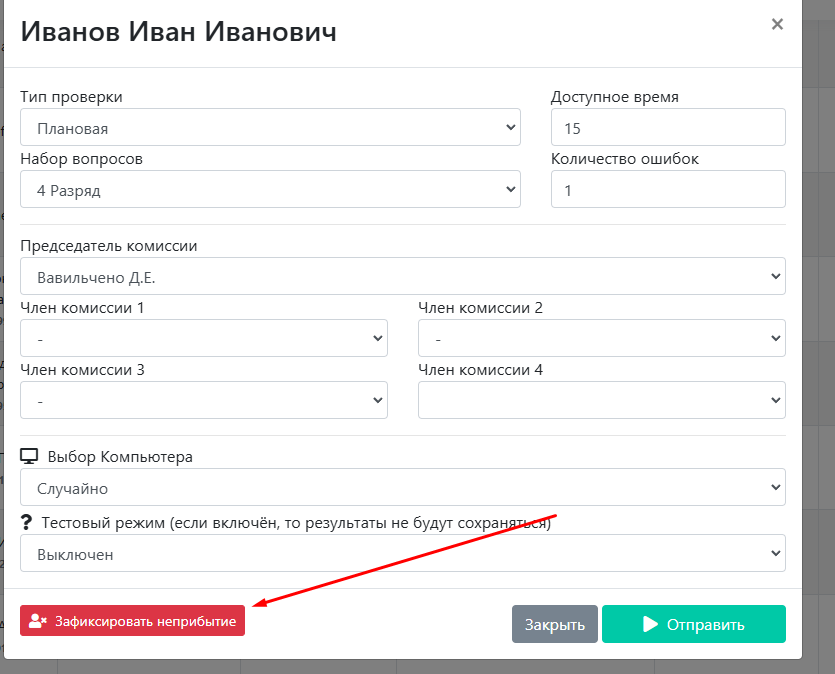 Иванов Иван Иванович
×
Тип проверки
Доступное время
Плановая
15
Набор вопросов
Количество ошибок
4 Разряд
1
Председатель комиссии
Вавильчено Д.Е.
Член комиссии 1
Член комиссии 2
-
-
Член комиссии 3
Член комиссии 4
-
Выбор Компьютера
Случайно
? Тестовый режим (если включён, то результаты не будут сохраняться)
Выключен
Зафиксировать неприбытие
Закрыть
Отправить